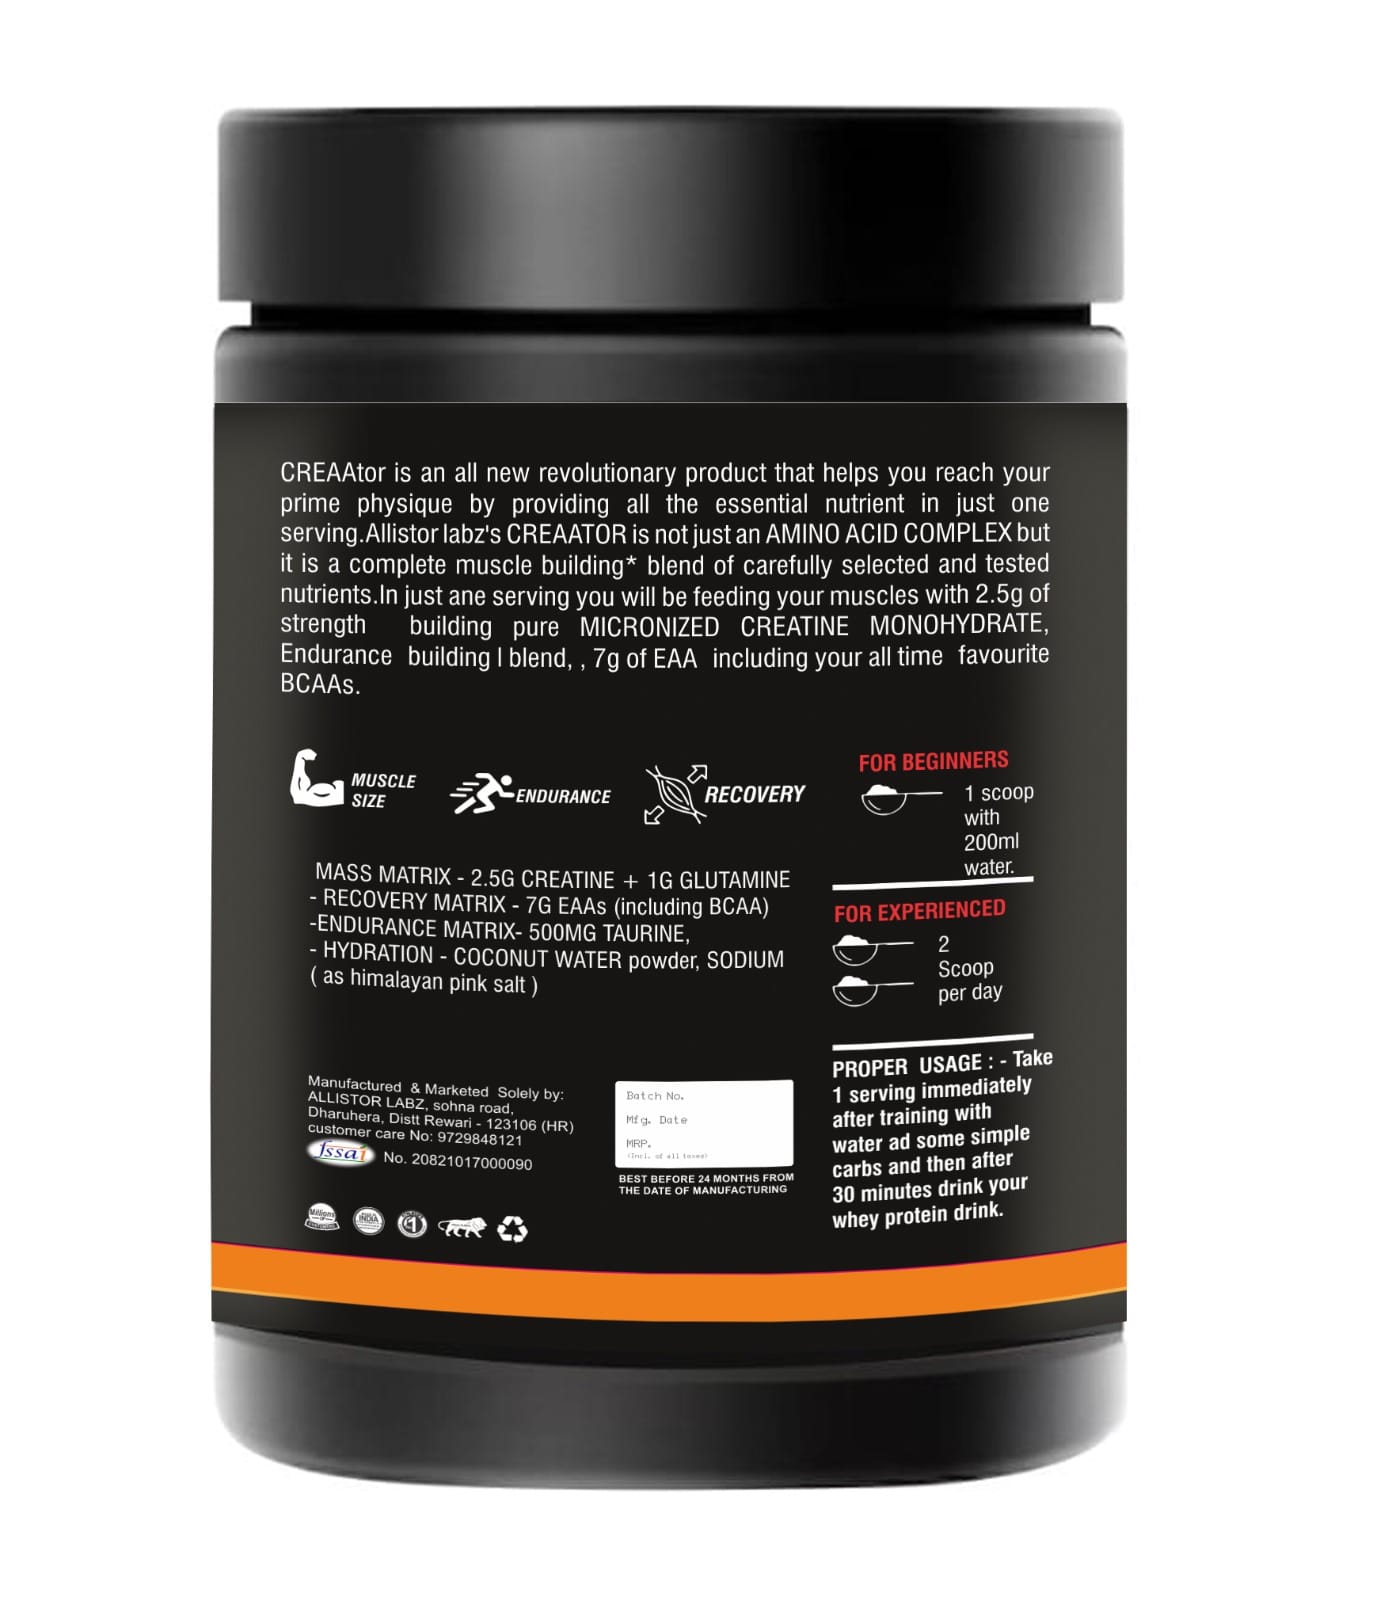 CREAAtor is an all new revolutionary product that helps you reach your
prime physique by providing all the essential nutrient in just one
serving.Allistor labz's CREAATOR is not just an AMINO ACID COMPLEX but
it is a complete muscle building* blend of carefully selected and tested
nutrients.In just ane serving you will be feeding your muscles with 2.5g of
strength building pure MICRONIZED CREATINE MONOHYDRATE,
Endurance building l blend, , 7g of EAA including your all time favourite
BCAAs.
MUSCLE
SIZE
ENDURANCE
RECOVERY
MASS MATRIX - 2.5G CREATINE + 1G GLUTAMINE
- RECOVERY MATRIX - 7G EAAs (including BCAA)
-ENDURANCE MATRIX- 500MG TAURINE,
- HYDRATION - COCONUT WATER powder, SODIUM
( as himalayan pink salt )
FOR BEGINNERS
1 scoop
with
200ml
water.
FOR EXPERIENCED
2
Scoop
per day
PROPER USAGE : - Take
1 serving immediately
after training with
water ad some simple
carbs and then after
30 minutes drink your
whey protein drink.
Manufactured & Marketed Solely by:
ALLISTOR LABZ, sohna road,
Dharuhera, Distt Rewari - 123106 (HR)
customer care No: 9729848121
fssai No. 20821017000090
Batch No.
Mfg. Date
MRP.
(Incl. of all taxes)
BEST BEFORE 24 MONTHS FROM
THE DATE OF MANUFACTURING
Millions
INDIA
1